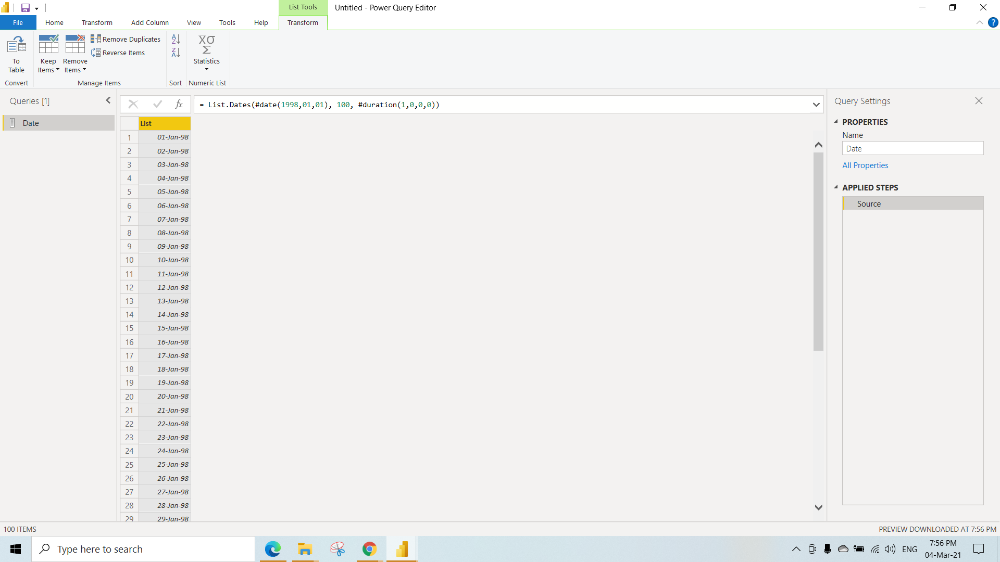 List Tools
Untitled - Power Query Editor
File
Home
Transform
Add Column
View
Tools
Help
Transform
?
To
Table
Keep
Items
Remove
Items
Remove Duplicates
Reverse Items
A
Z
Z
A
X̄σ
Σ
Statistics
Convert
Manage Items
Sort
Numeric List
Queries [1]
Date
fx
= List.Dates(#date(1998,01,01), 100, #duration(1,0,0,0))
List
1 01-Jan-98
2 02-Jan-98
3 03-Jan-98
4 04-Jan-98
5 05-Jan-98
6 06-Jan-98
7 07-Jan-98
8 08-Jan-98
9 09-Jan-98
10 10-Jan-98
11 11-Jan-98
12 12-Jan-98
13 13-Jan-98
14 14-Jan-98
15 15-Jan-98
16 16-Jan-98
17 17-Jan-98
18 18-Jan-98
19 19-Jan-98
20 20-Jan-98
21 21-Jan-98
22 22-Jan-98
23 23-Jan-98
24 24-Jan-98
25 25-Jan-98
26 26-Jan-98
27 27-Jan-98
28 28-Jan-98
29 29-Jan-98
Query Settings
PROPERTIES
Name
Date
All Properties
APPLIED STEPS
Source
100 ITEMS
PREVIEW DOWNLOADED AT 7:56 PM
Type here to search
ENG
7:56 PM
04-Mar-21